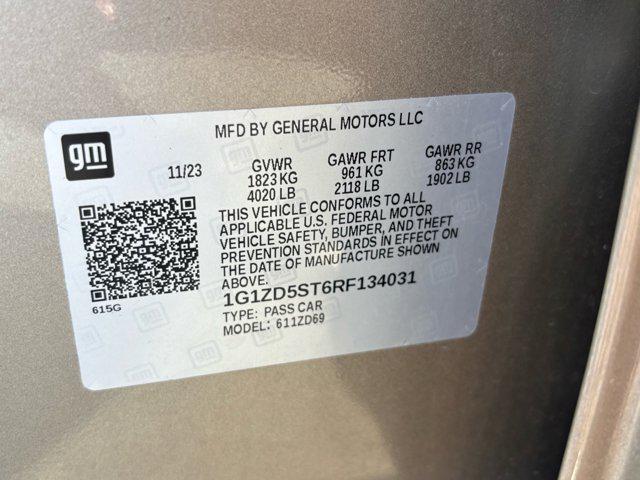 MFD BY GENERAL MOTORS LLC
gm
11/23
GVWR GAWR FRT GAWR RR
1823 KG 961 KG 863 KG
4020 LB 2118 LB 1902 LB
THIS VEHICLE CONFORMS TO ALL
APPLICABLE U.S. FEDERAL MOTOR
VEHICLE SAFETY, BUMPER, AND THEFT
PREVENTION STANDARDS IN EFFECT ON
THE DATE OF MANUFACTURE SHOWN
ABOVE.
1G1ZD5ST6RF134031
615G
TYPE: PASS CAR
MODEL: 611ZD69